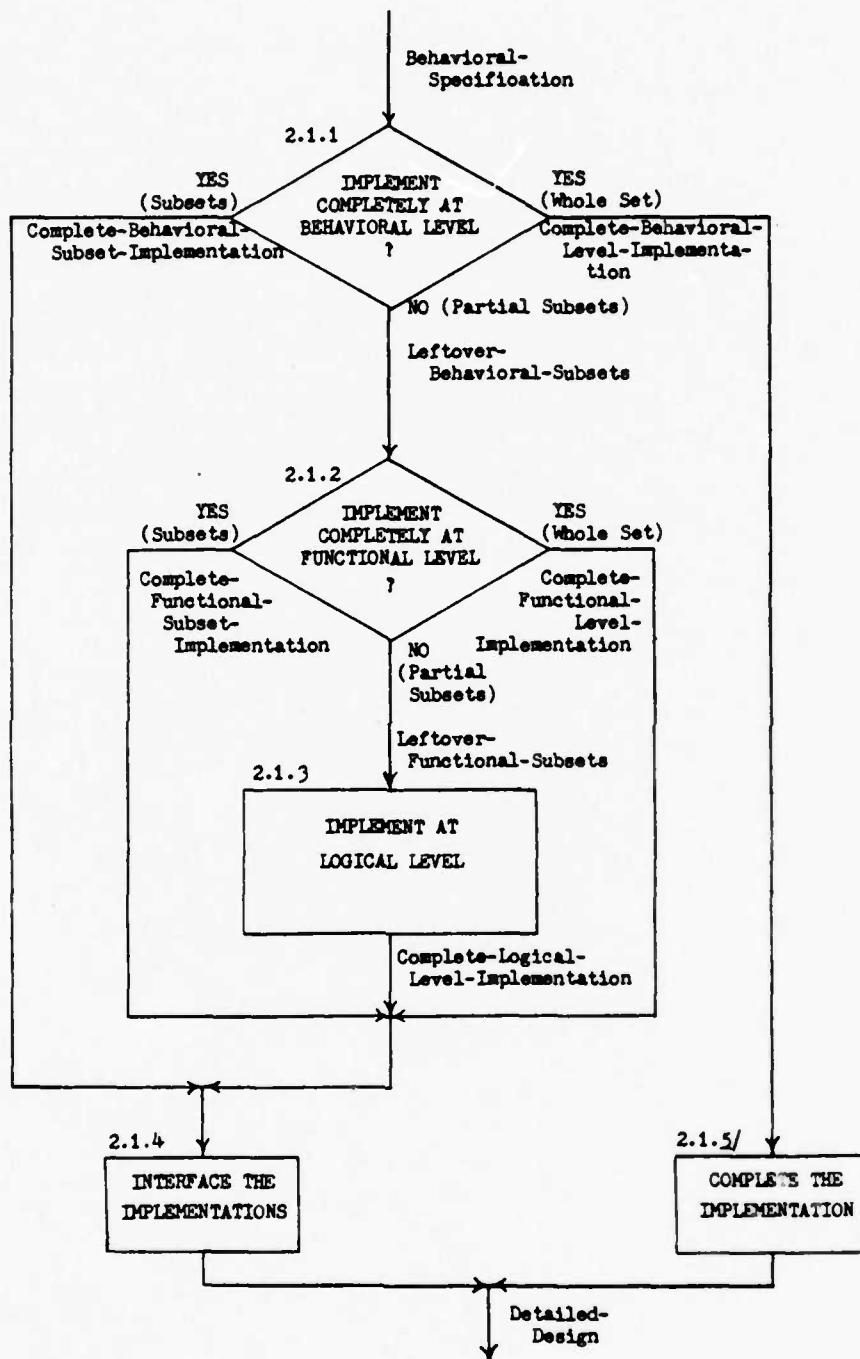 Behavioral-
Specification
2.1.1
YES
(Subsets)
Complete-Behavioral-
Subset-Implementation
IMPLEMENT
COMPLETELY AT
BEHAVIORAL LEVEL
?
YES
(Whole Set)
Complete-Behavioral-
Level-Implementa-
tion
NO (Partial Subsets)
Leftover-
Behavioral-Subsets
2.1.2
YES
(Subsets)
Complete-
Functional-
Subset-
Implementation
IMPLEMENT
COMPLETELY AT
FUNCTIONAL LEVEL
?
YES
(Whole Set)
Complete-
Functional-
Level-
Implementation
NO
(Partial
Subsets)
Leftover-
Functional-Subsets
2.1.3
IMPLEMENT AT
LOGICAL LEVEL
Complete-Logical-
Level-Implementation
2.1.4
INTERFACE THE
IMPLEMENTATIONS
2.1.5/
COMPLETE THE
IMPLEMENTATION
Detailed-
Design